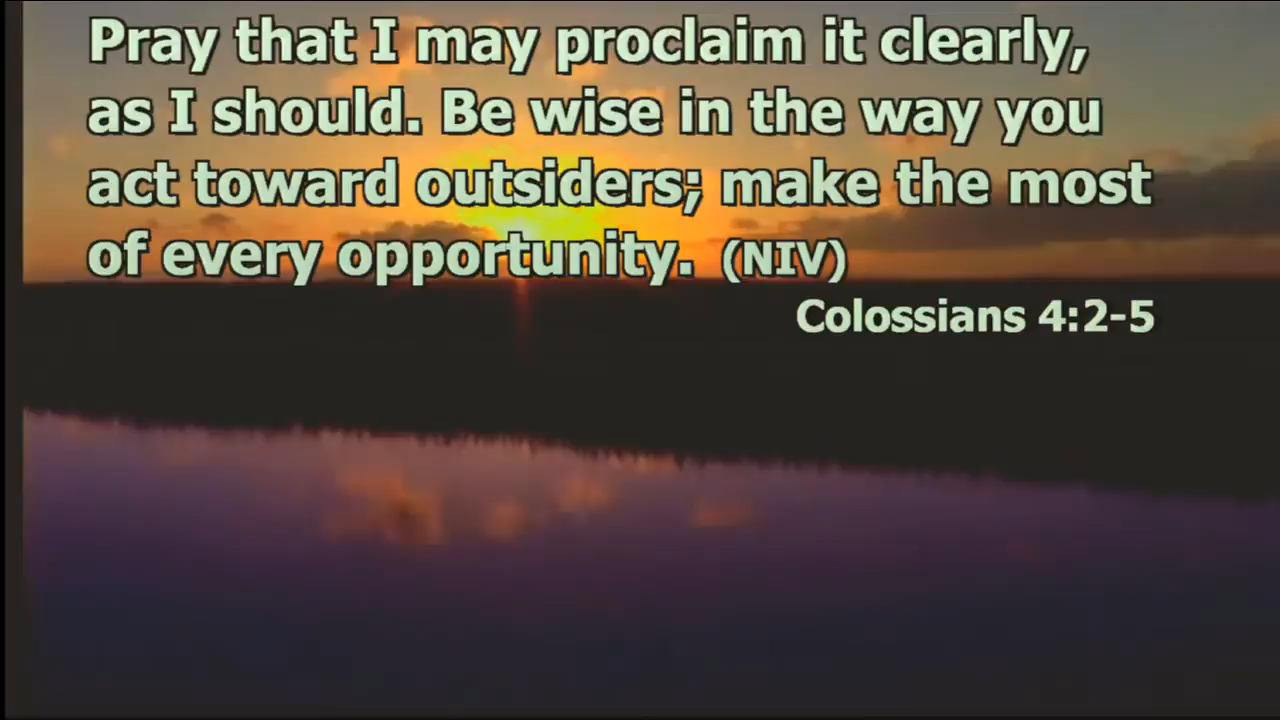 Pray that I may proclaim it clearly,
as I should. Be wise in the way you
act toward outsiders; make the most
of every opportunity. (NIV)
Colossians 4:2-5